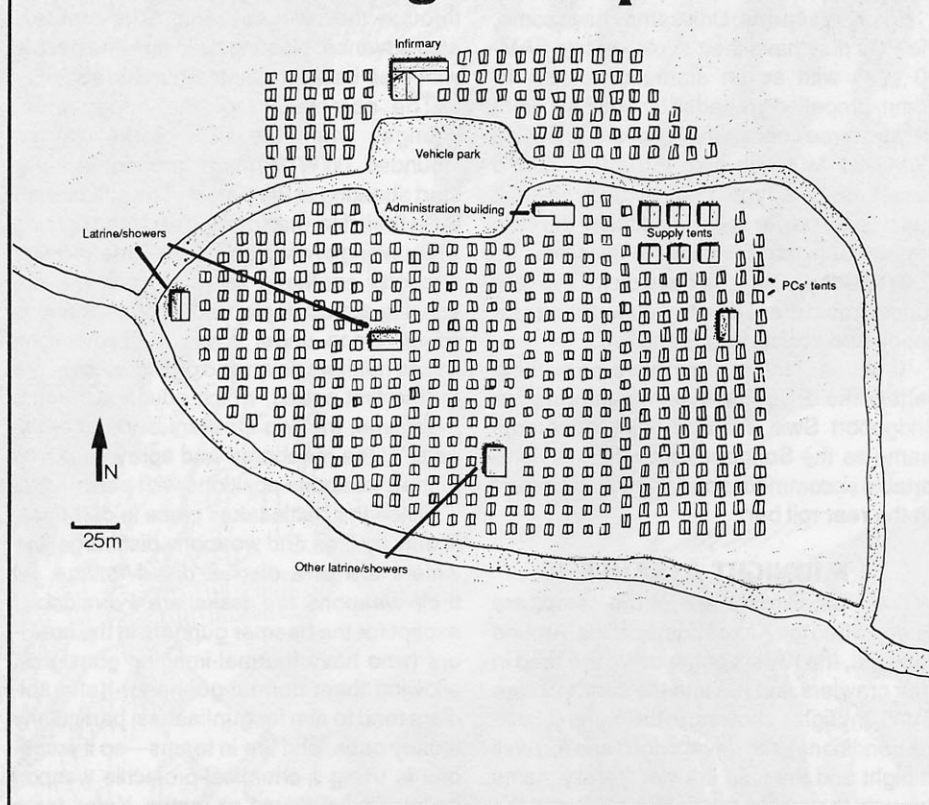 Infirmary
Vehicle park
Administration building
Latrine/showers
Supply tents
PCs' tents
N
25m
Other latrine/showers